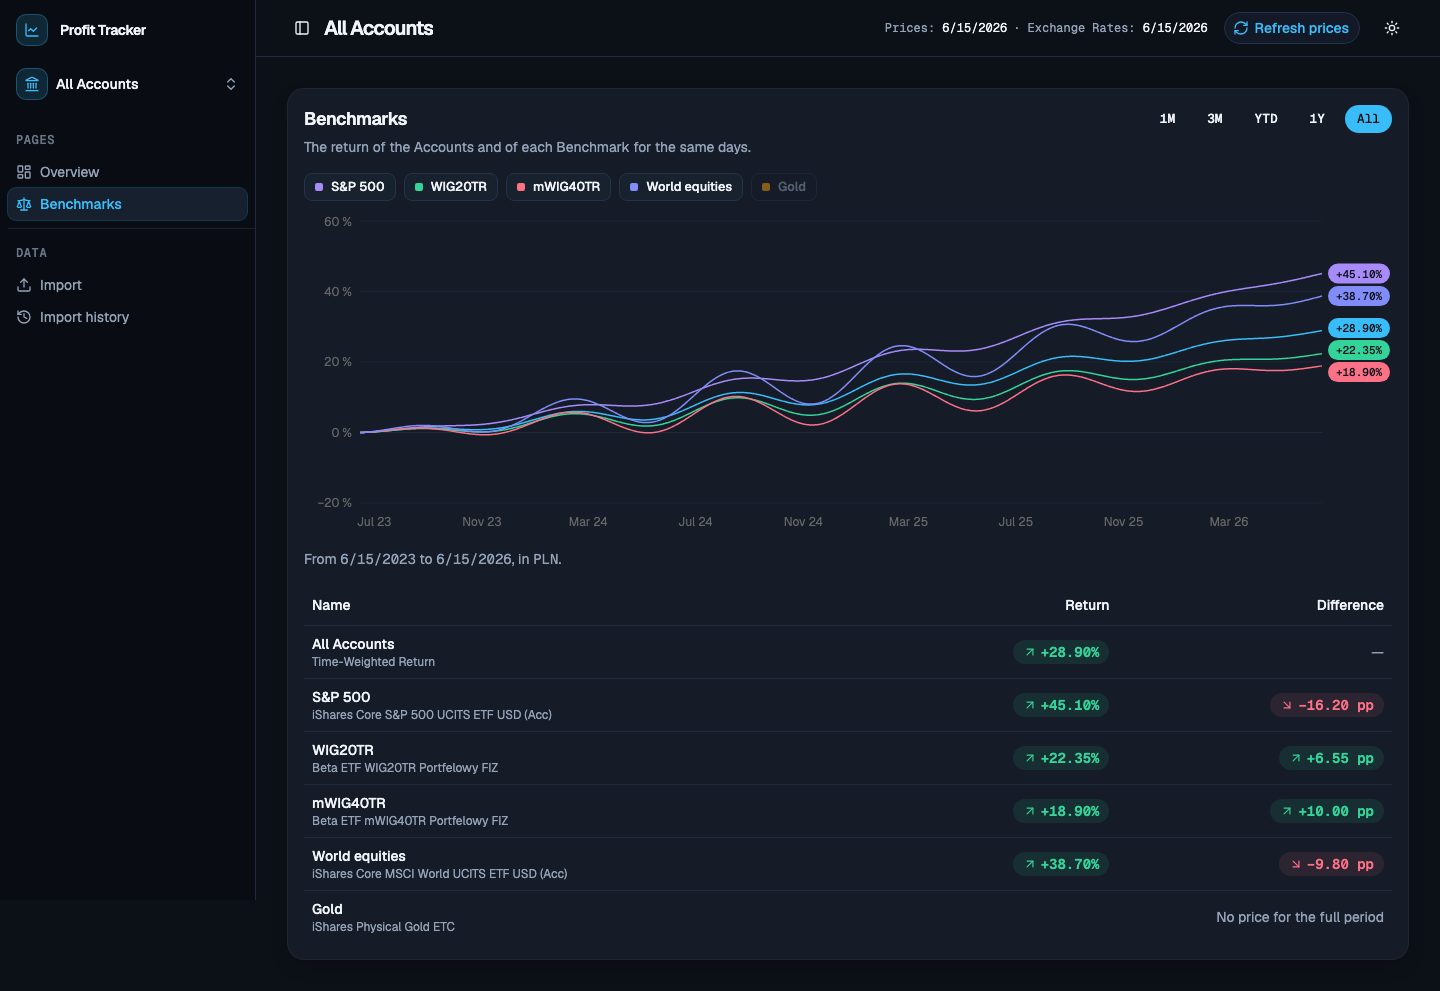 Profit Tracker
All Accounts
PAGES
Overview
Benchmarks
DATA
Import
Import history
All Accounts
Prices: 6/15/2026 · Exchange Rates: 6/15/2026
Refresh prices
Benchmarks
1M 3M YTD 1Y All
The return of the Accounts and of each Benchmark for the same days.
S&P 500 WIG20TR mWIG40TR World equities Gold
60 %
40 %
20 %
0 %
−20 %
+45.10%
+38.70%
+28.90%
+22.35%
+18.90%
Jul 23 Nov 23 Mar 24 Jul 24 Nov 24 Mar 25 Jul 25 Nov 25 Mar 26
From 6/15/2023 to 6/15/2026, in PLN.
Name Return Difference
All Accounts
Time-Weighted Return
+28.90% —
S&P 500
iShares Core S&P 500 UCITS ETF USD (Acc)
+45.10% −16.20 pp
WIG20TR
Beta ETF WIG20TR Portfelowy FIZ
+22.35% +6.55 pp
mWIG40TR
Beta ETF mWIG40TR Portfelowy FIZ
+18.90% +10.00 pp
World equities
iShares Core MSCI World UCITS ETF USD (Acc)
+38.70% −9.80 pp
Gold
iShares Physical Gold ETC
No price for the full period